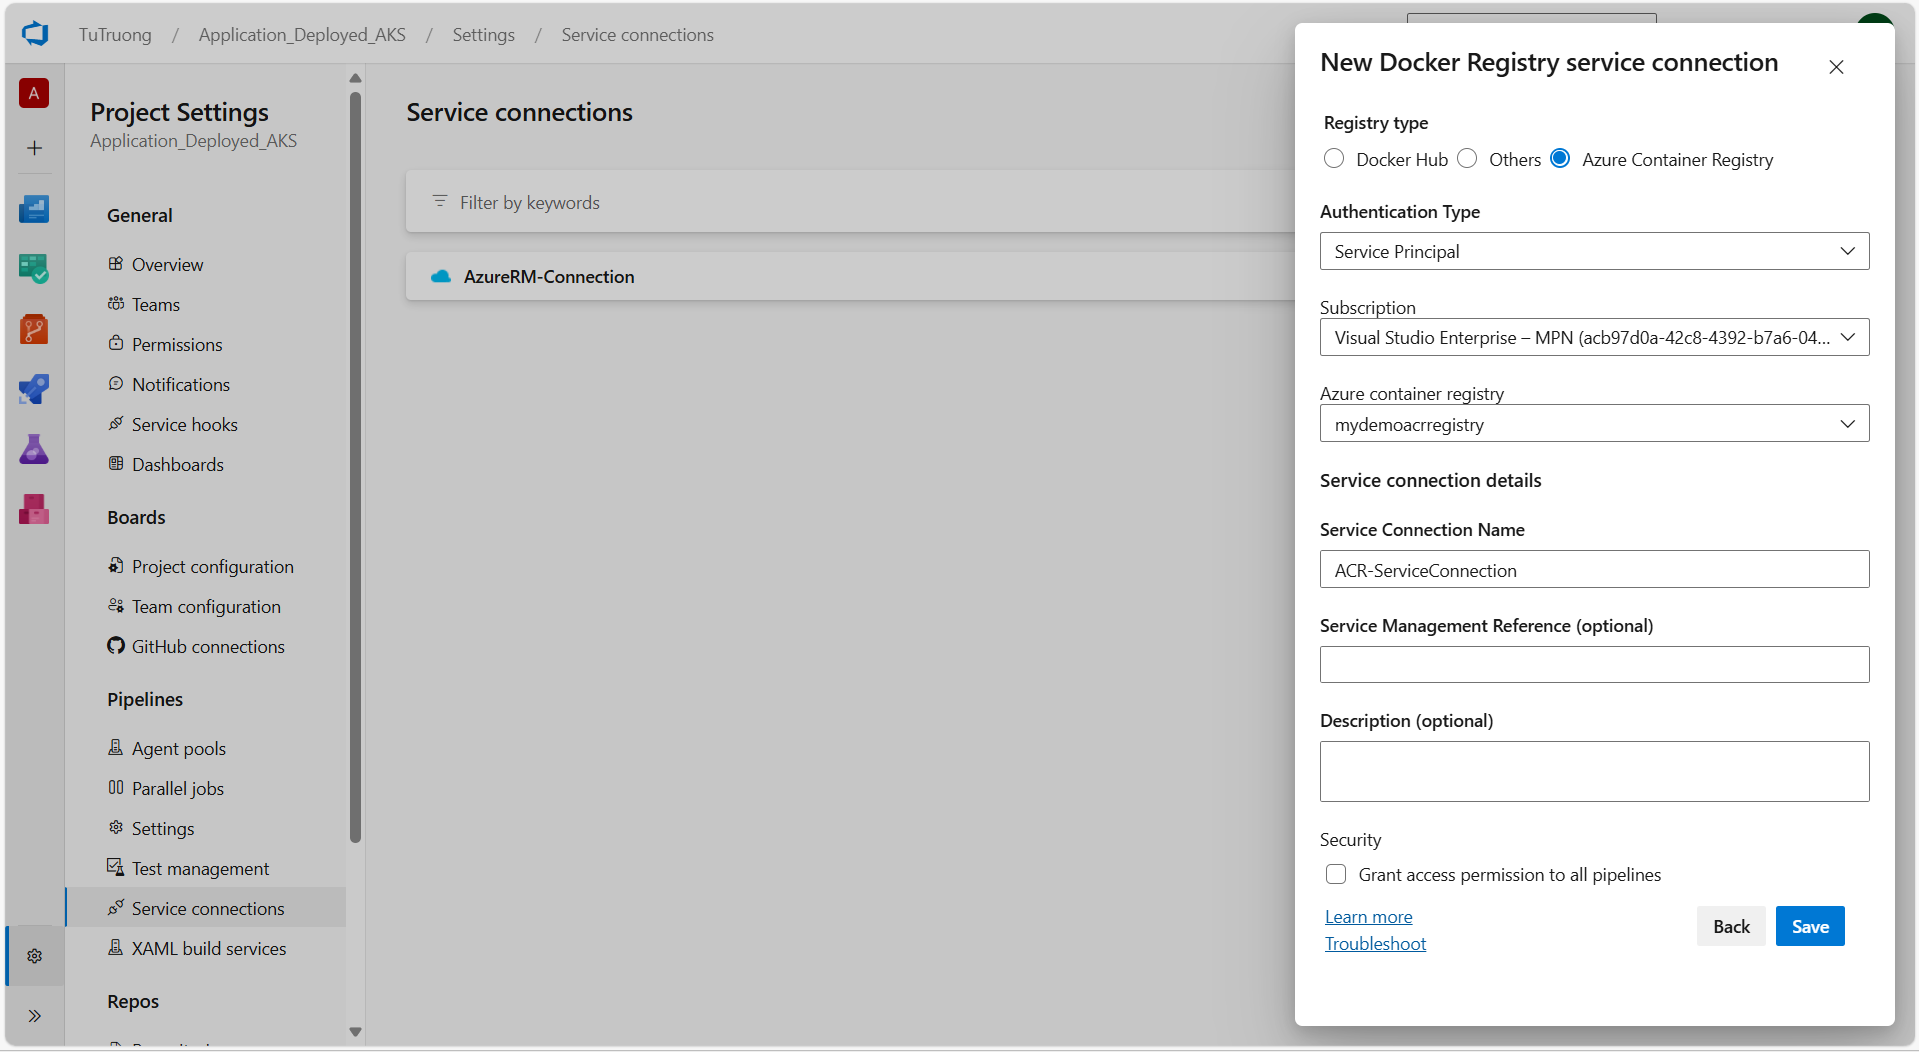 TuTruong / Application_Deployed_AKS / Settings / Service connections
A
Project Settings
Application_Deployed_AKS
General
Overview
Teams
Permissions
Notifications
Service hooks
Dashboards
Boards
Project configuration
Team configuration
GitHub connections
Pipelines
Agent pools
Parallel jobs
Settings
Test management
Service connections
XAML build services
Repos
Service connections
Filter by keywords
AzureRM-Connection
New Docker Registry service connection
Registry type
Docker Hub Others Azure Container Registry
Authentication Type
Service Principal
Subscription
Visual Studio Enterprise – MPN (acb97d0a-42c8-4392-b7a6-04...
Azure container registry
mydemoacrregistry
Service connection details
Service Connection Name
ACR-ServiceConnection
Service Management Reference (optional)
Description (optional)
Security
Grant access permission to all pipelines
Learn more
Troubleshoot
Back Save